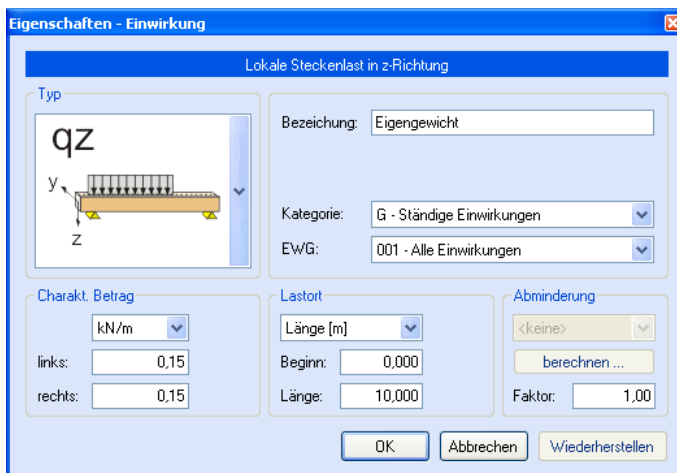 Eigenschaften - Einwirkung
Lokale Steckenlast in z-Richtung
Typ
qz
y
z
Bezeichung: Eigengewicht
Kategorie: G - Ständige Einwirkungen
EWG: 001 - Alle Einwirkungen
Charakt. Betrag
kN/m
links: 0,15
rechts: 0,15
Lastort
Länge [m]
Beginn: 0,000
Länge: 10,000
Abminderung
<keine>
berechnen ...
Faktor: 1,00
OK Abbrechen Wiederherstellen